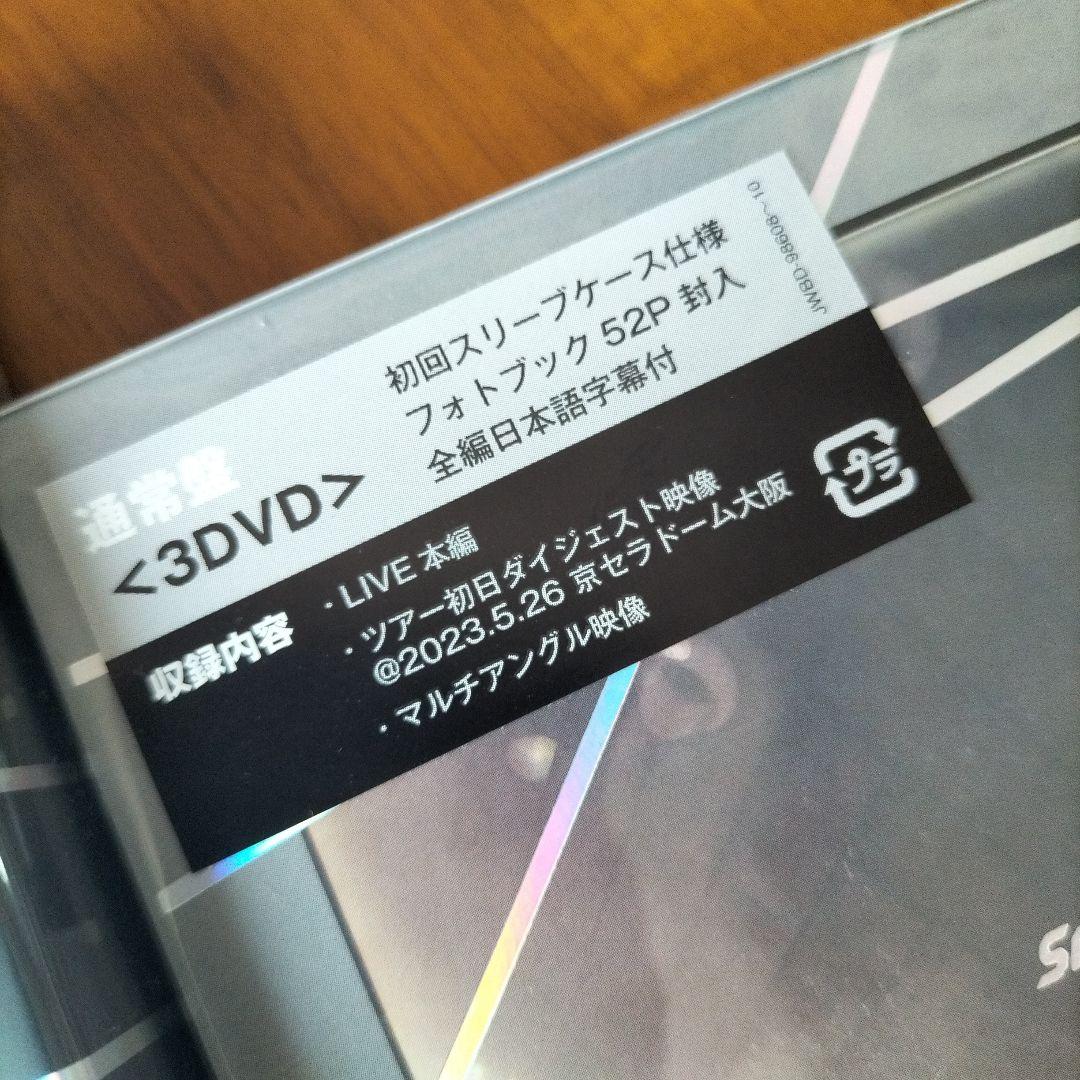 通常盤
<3DVD>
初回スリーブケース仕様
フォトブック 52P 封入
全編日本語字幕付
JWBD-98608～10
収録内容
・LIVE 本編
・ツアー初日ダイジェスト映像
@2023.5.26 京セラドーム大阪
・マルチアングル映像
プラ